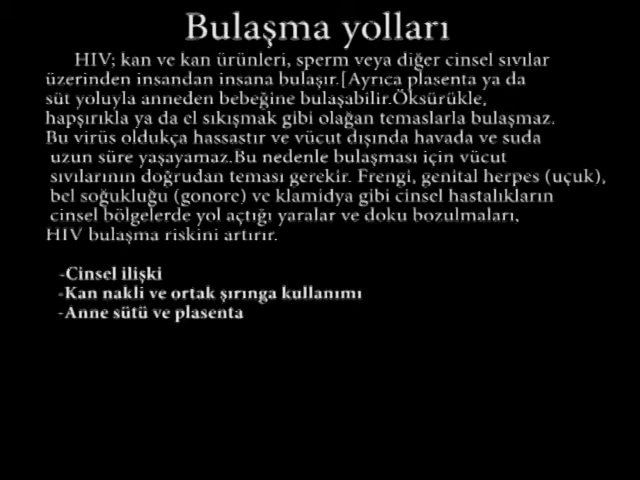 Bulaşma yolları
HIV; kan ve kan ürünleri, sperm veya diğer cinsel sıvılar
üzerinden insandan insana bulaşır.[Ayrıca plasenta ya da
süt yoluyla anneden bebeğine bulaşabilir.Öksürükle,
hapşırıkla ya da el sıkışmak gibi olağan temaslarla bulaşmaz.
Bu virüs oldukça hassastır ve vücut dışında havada ve suda
uzun süre yaşayamaz.Bu nedenle bulaşması için vücut
sıvılarının doğrudan teması gerekir. Frengi, genital herpes (uçuk),
bel soğukluğu (gonore) ve klamidya gibi cinsel hastalıkların
cinsel bölgelerde yol açtığı yaralar ve doku bozulmaları,
HIV bulaşma riskini artırır.
-Cinsel ilişki
-Kan nakli ve ortak şırınga kullanımı
-Anne sütü ve plasenta